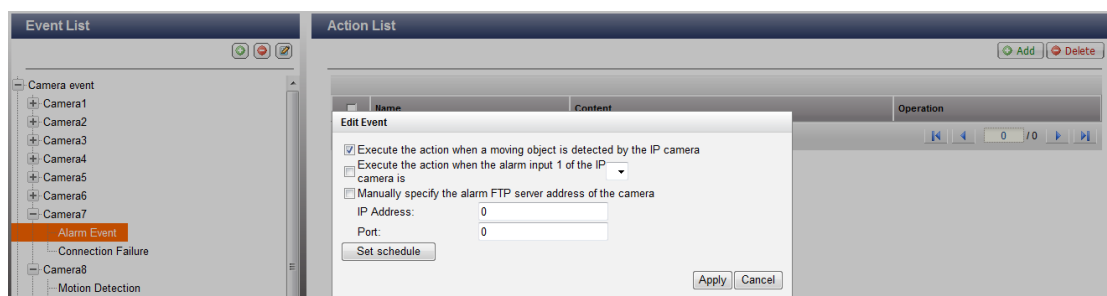 Event List
Camera event
Camera1
Camera2
Camera3
Camera4
Camera5
Camera6
Camera7
Alarm Event
Connection Failure
Camera8
Motion Detection
Action List
Add Delete
Name Content Operation
0 /0
Edit Event
Execute the action when a moving object is detected by the IP camera
Execute the action when the alarm input 1 of the IP
camera is
Manually specify the alarm FTP server address of the camera
IP Address: 0
Port: 0
Set schedule
Apply Cancel